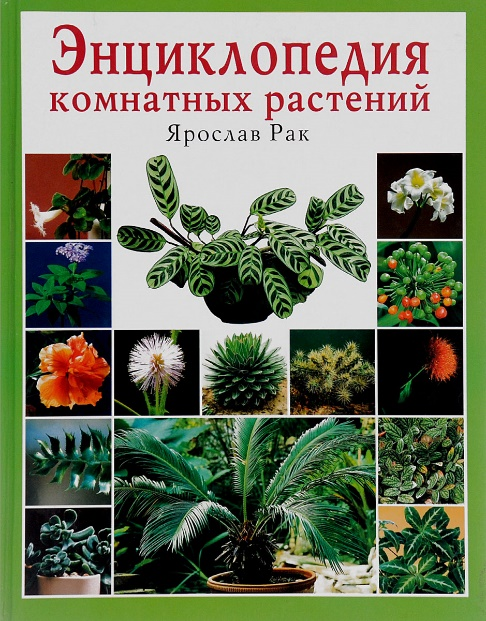 Энциклопедия
комнатных растений
Ярослав Рак